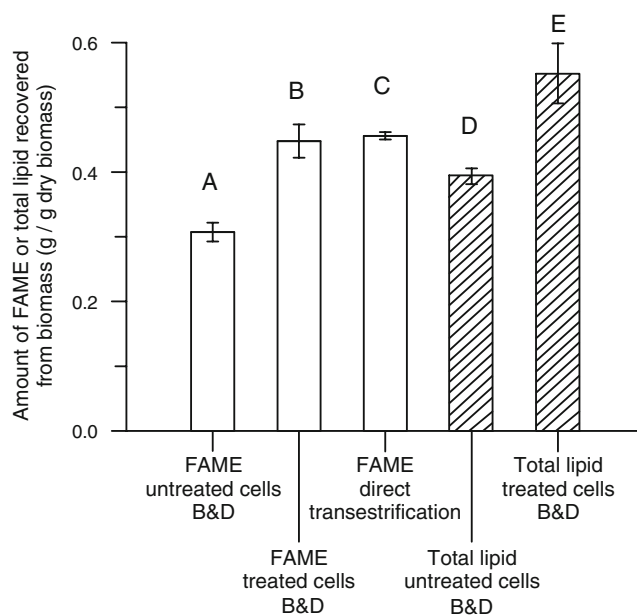 Amount of FAME or total lipid recovered
from biomass (g / g dry biomass)
0.6
0.4
0.2
0.0
A
B
C
D
E
FAME
untreated cells
B&D
FAME
treated cells
B&D
FAME
direct
transestrification
Total lipid
untreated cells
B&D
Total lipid
treated cells
B&D